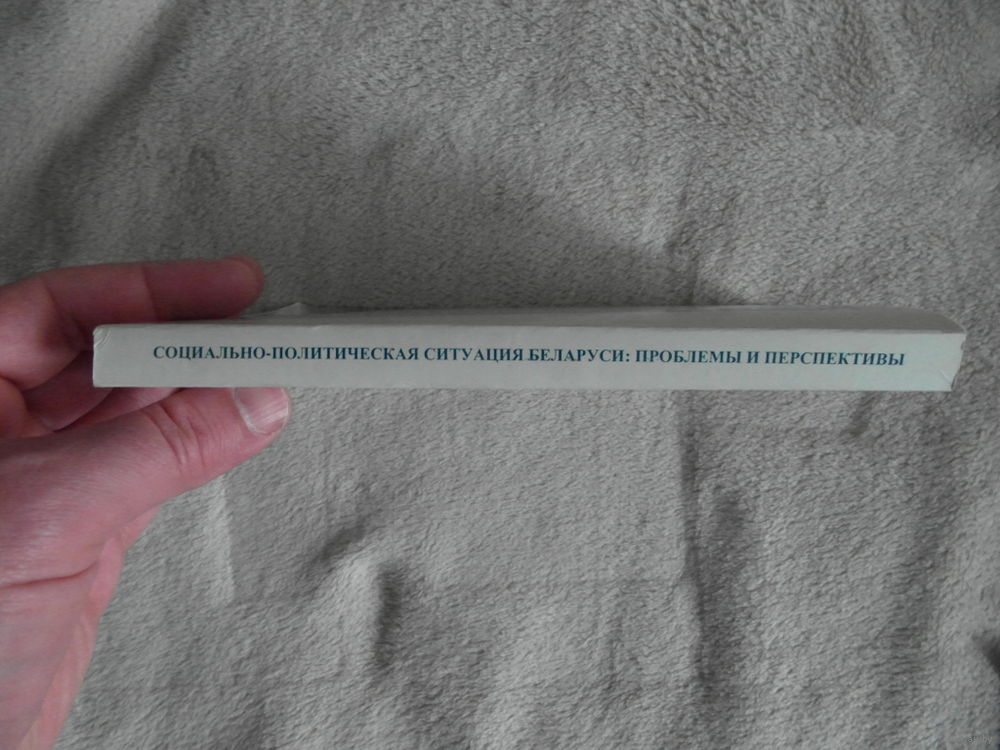 СОЦИАЛЬНО-ПОЛИТИЧЕСКАЯ СИТУАЦИЯ БЕЛАРУСИ: ПРОБЛЕМЫ И ПЕРСПЕКТИВЫ